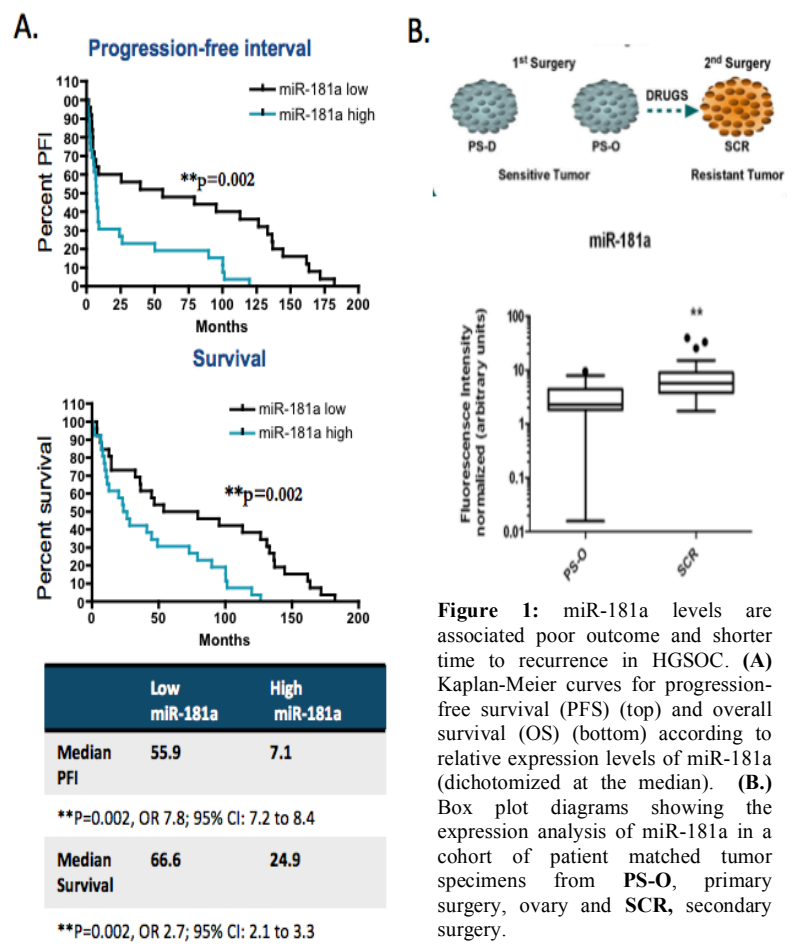 A.
Progression-free interval
110
00
90
80
70
60
50
40
30
20
10
0
Percent PFI
miR-181a low
miR-181a high
**p=0.002
0 25 50 75 100 125 150 175 200
Months
Survival
110
100
90
80
70
60
50
40
30
20
10
0
Percent survival
miR-181a low
miR-181a high
**p=0.002
0 50 100 150 200
Months
Low miR-181a
High miR-181a
Median PFI 55.9 7.1
**P=0.002, OR 7.8; 95% CI: 7.2 to 8.4
Median Survival 66.6 24.9
**P=0.002, OR 2.7; 95% CI: 2.1 to 3.3
B.
1st Surgery
2nd Surgery
DRUGS
PS-D
PS-O
SCR
Sensitive Tumor
Resistant Tumor
miR-181a
Fluorescensce Intensity
normalized (arbitrary units)
100
10
1
0.1
0.01
**
PS-O
SCR
Figure 1: miR-181a levels are
associated poor outcome and shorter
time to recurrence in HGSOC. (A)
Kaplan-Meier curves for progression-
free survival (PFS) (top) and overall
survival (OS) (bottom) according to
relative expression levels of miR-181a
(dichotomized at the median). (B.)
Box plot diagrams showing the
expression analysis of miR-181a in a
cohort of patient matched tumor
specimens from PS-O, primary
surgery, ovary and SCR, secondary
surgery.